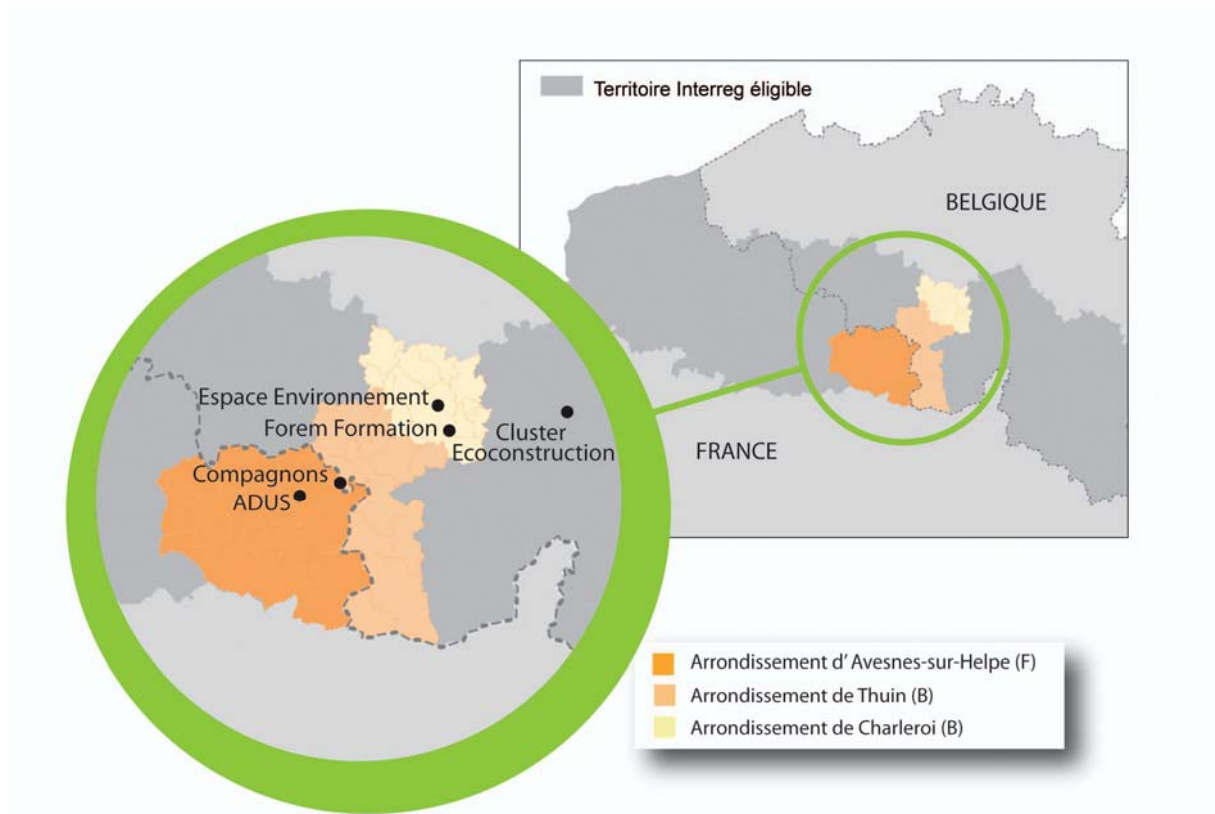 Territoire Interreg éligible
BELGIQUE
FRANCE
Espace Environnement
Forem Formation
Cluster
Ecoconstruction
Compagnons
ADUS
Arrondissement d' Avesnes-sur-Helpe (F)
Arrondissement de Thuin (B)
Arrondissement de Charleroi (B)